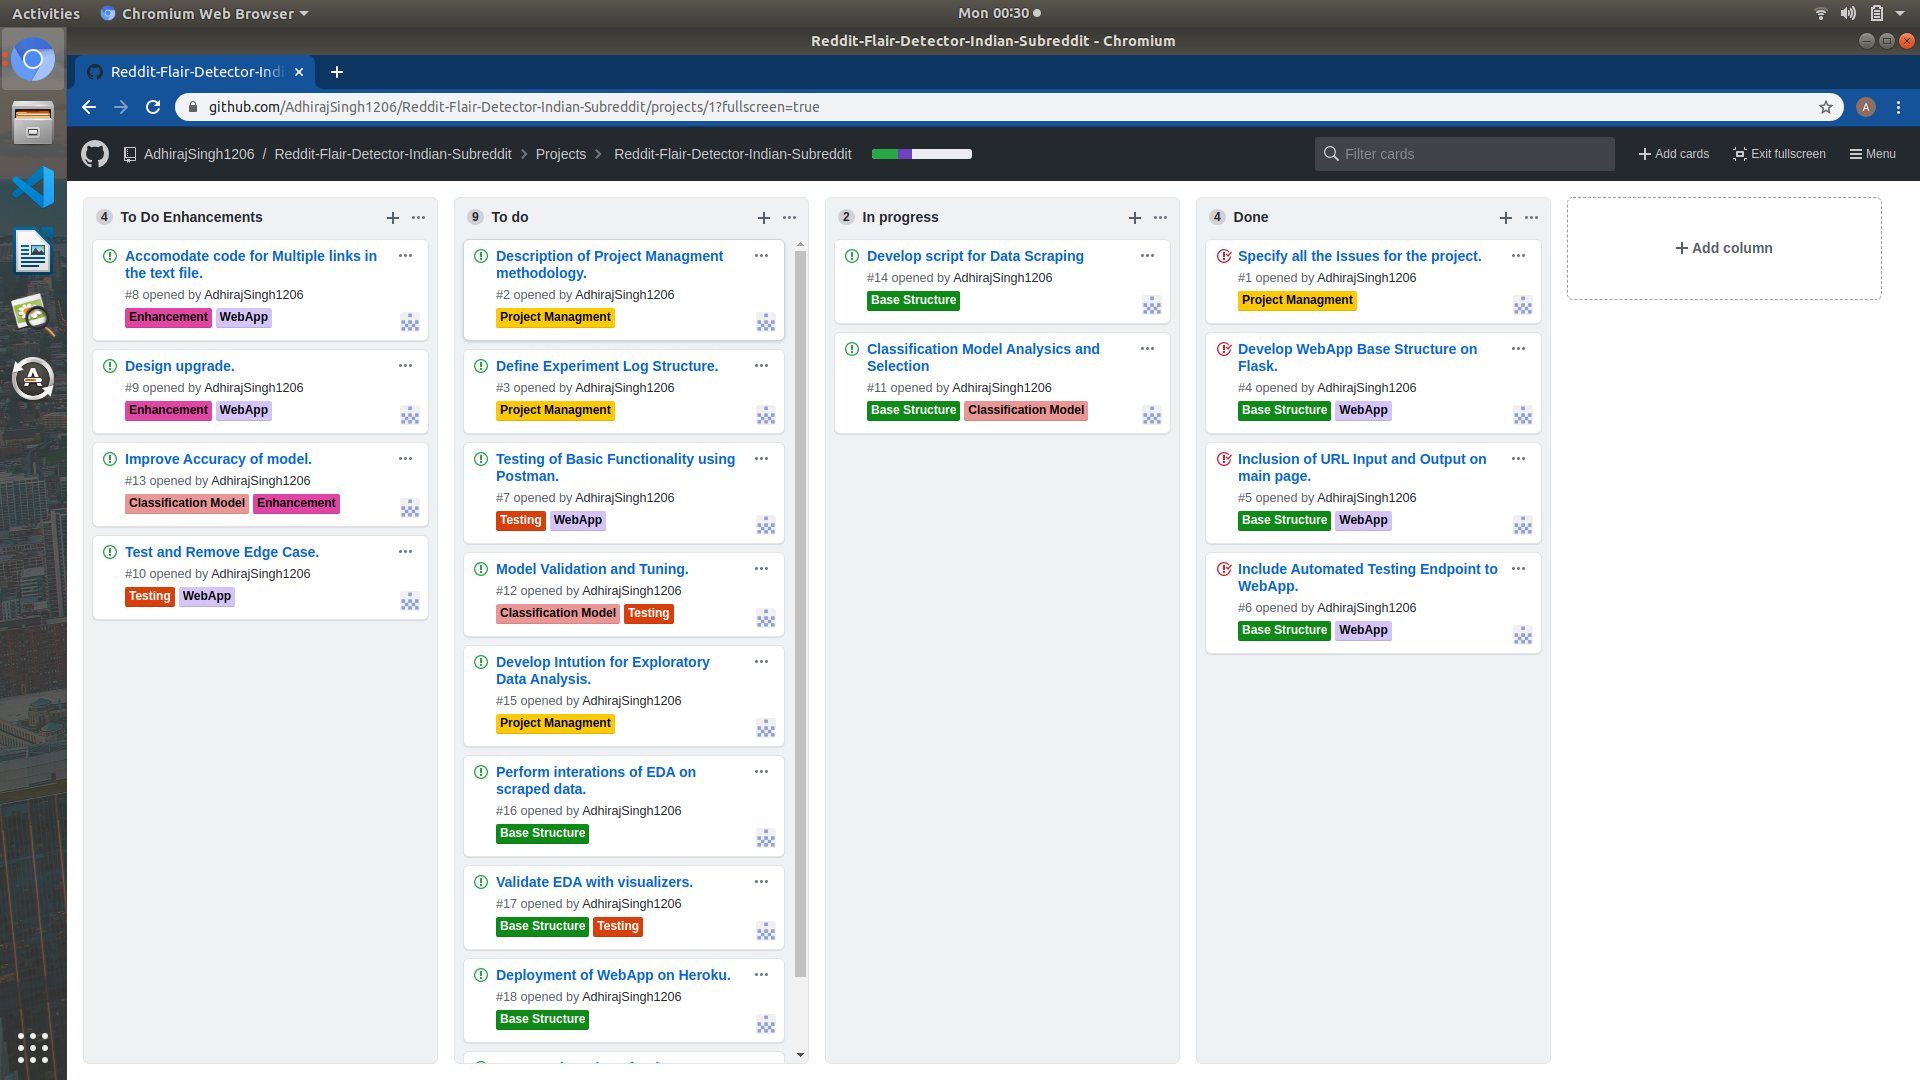 Activities
Chromium Web Browser
Mon 00:30
Reddit-Flair-Detector-Indian-Subreddit - Chromium
Reddit-Flair-Detector-Indi
github.com/AdhirajSingh1206/Reddit-Flair-Detector-Indian-Subreddit/projects/1?fullscreen=true
A
AdhirajSingh1206 / Reddit-Flair-Detector-Indian-Subreddit
Projects
Reddit-Flair-Detector-Indian-Subreddit
Filter cards
Add cards
Exit fullscreen
Menu
4 To Do Enhancements
Accomodate code for Multiple links in
the text file.
#8 opened by AdhirajSingh1206
Enhancement WebApp
Design upgrade.
#9 opened by AdhirajSingh1206
Enhancement WebApp
Improve Accuracy of model.
#13 opened by AdhirajSingh1206
Classification Model Enhancement
Test and Remove Edge Case.
#10 opened by AdhirajSingh1206
Testing WebApp
9 To do
Description of Project Managment
methodology.
#2 opened by AdhirajSingh1206
Project Managment
Define Experiment Log Structure.
#3 opened by AdhirajSingh1206
Project Managment
Testing of Basic Functionality using
Postman.
#7 opened by AdhirajSingh1206
Testing WebApp
Model Validation and Tuning.
#12 opened by AdhirajSingh1206
Classification Model Testing
Develop Intution for Exploratory
Data Analysis.
#15 opened by AdhirajSingh1206
Project Managment
Perform interations of EDA on
scraped data.
#16 opened by AdhirajSingh1206
Base Structure
Validate EDA with visualizers.
#17 opened by AdhirajSingh1206
Base Structure Testing
Deployment of WebApp on Heroku.
#18 opened by AdhirajSingh1206
Base Structure
2 In progress
Develop script for Data Scraping
#14 opened by AdhirajSingh1206
Base Structure
Classification Model Analysics and
Selection
#11 opened by AdhirajSingh1206
Base Structure Classification Model
4 Done
Specify all the Issues for the project.
#1 opened by AdhirajSingh1206
Project Managment
Develop WebApp Base Structure on
Flask.
#4 opened by AdhirajSingh1206
Base Structure WebApp
Inclusion of URL Input and Output on
main page.
#5 opened by AdhirajSingh1206
Base Structure WebApp
Include Automated Testing Endpoint to
WebApp.
#6 opened by AdhirajSingh1206
Base Structure WebApp
Add column